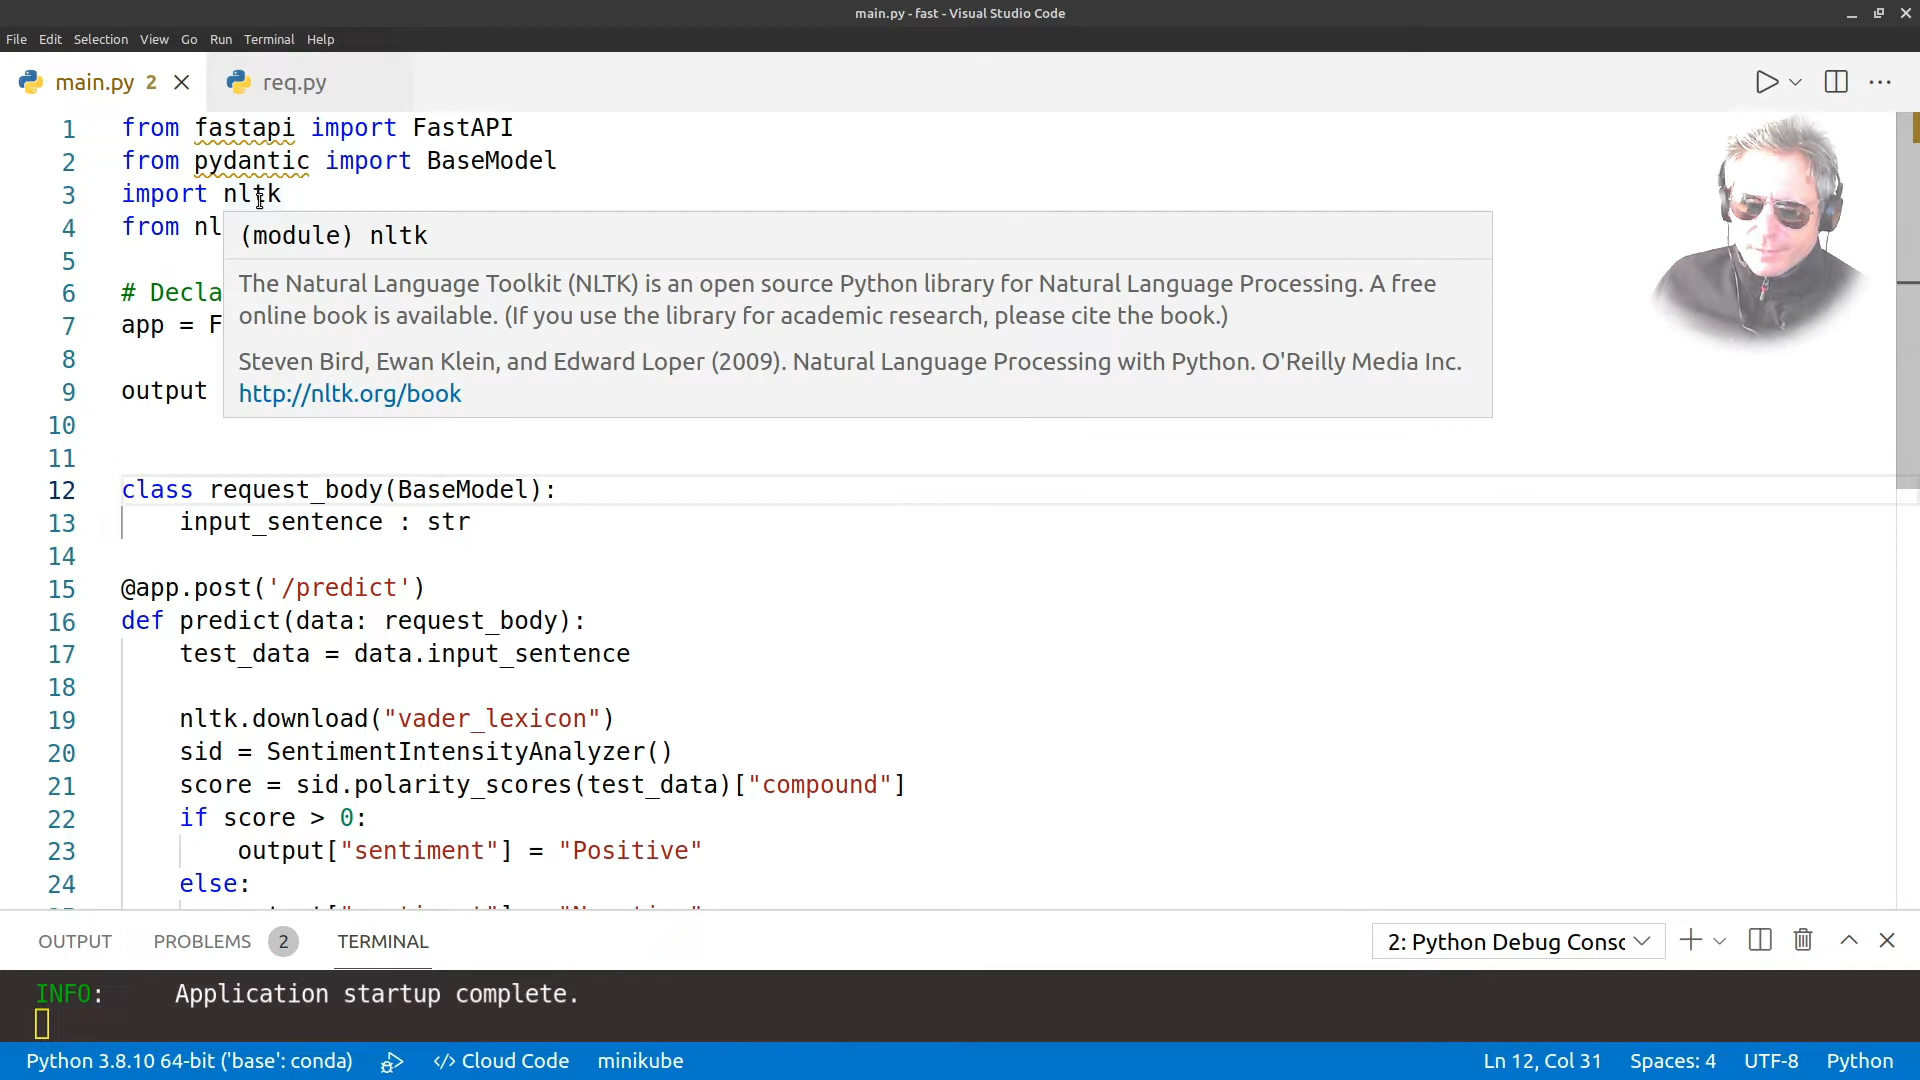 main.py - fast - Visual Studio Code
File Edit Selection View Go Run Terminal Help
main.py 2 req.py
1 from fastapi import FastAPI
2 from pydantic import BaseModel
3 import nltk
4 from nl
(module) nltk
5
The Natural Language Toolkit (NLTK) is an open source Python library for Natural Language Processing. A free
6 # Decla
online book is available. (If you use the library for academic research, please cite the book.)
7 app = F
8
Steven Bird, Ewan Klein, and Edward Loper (2009). Natural Language Processing with Python. O'Reilly Media Inc.
9 output
http://nltk.org/book
10
11
12 class request_body(BaseModel):
13 input_sentence : str
14
15 @app.post('/predict')
16 def predict(data: request_body):
17 test_data = data.input_sentence
18
19 nltk.download("vader_lexicon")
20 sid = SentimentIntensityAnalyzer()
21 score = sid.polarity_scores(test_data)["compound"]
22 if score > 0:
23 output["sentiment"] = "Positive"
24 else:
OUTPUT PROBLEMS 2 TERMINAL 2: Python Debug Consc
INFO: Application startup complete.
Python 3.8.10 64-bit ('base': conda) </> Cloud Code minikube Ln 12, Col 31 Spaces: 4 UTF-8 Python